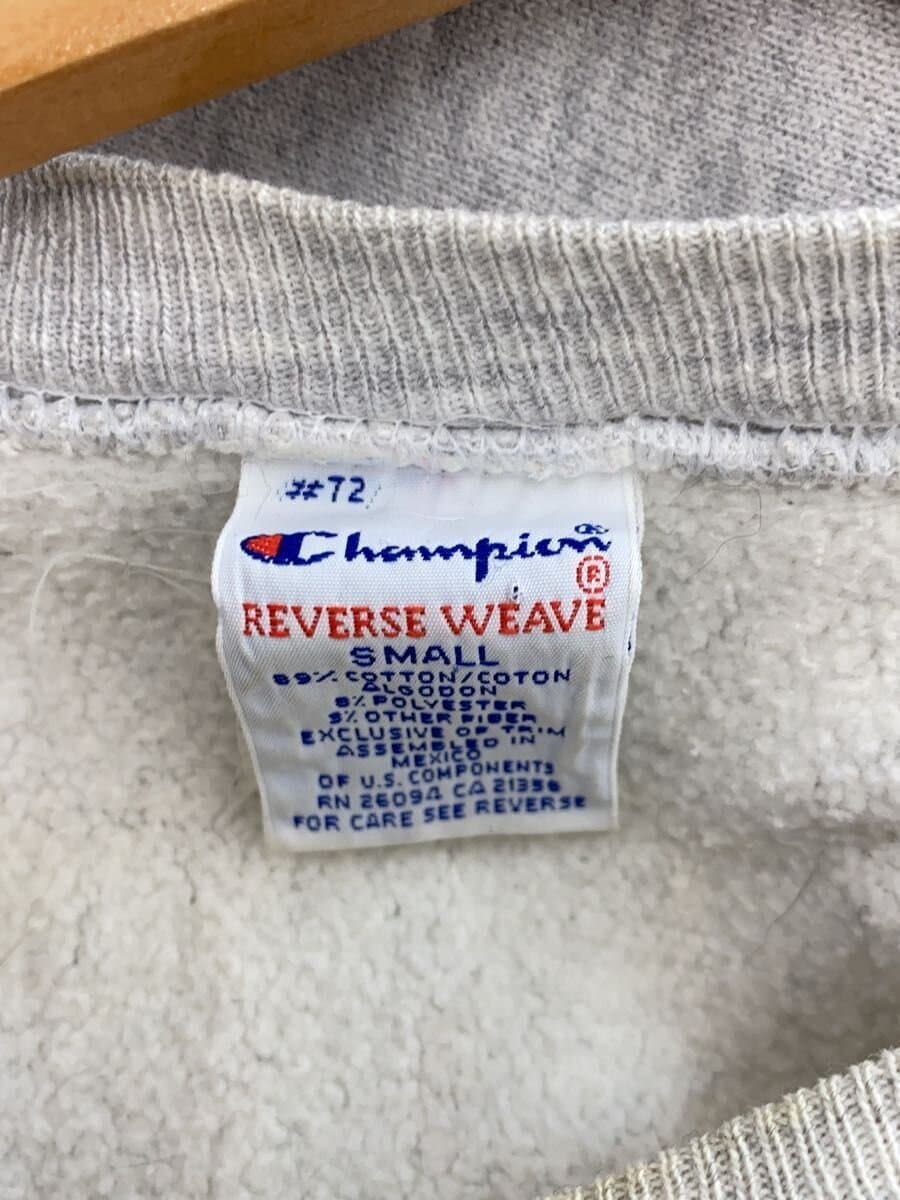 #72
Champion®
REVERSE WEAVE®
SMALL
89% COTTON/COTON
ALGODON
8% POLYESTER
3% OTHER FIBER
EXCLUSIVE OF TRIM
ASSEMBLED IN
MEXICO
OF U.S. COMPONENTS
RN 26094 CA 21356
FOR CARE SEE REVERSE